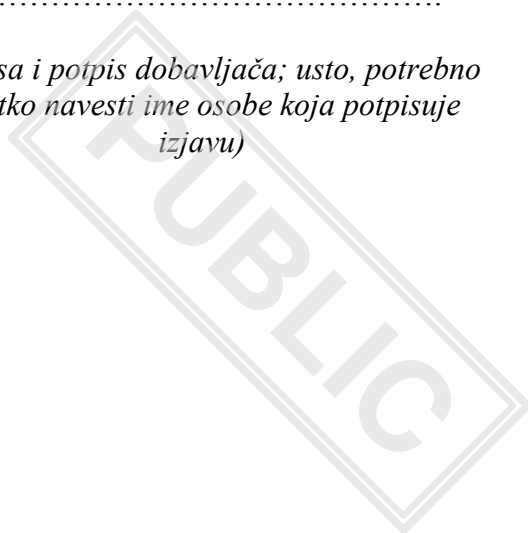 …………………………………….
sa i potpis dobavljača; usto, potrebno
tko navesti ime osobe koja potpisuje
izjavu)
PUBLIC